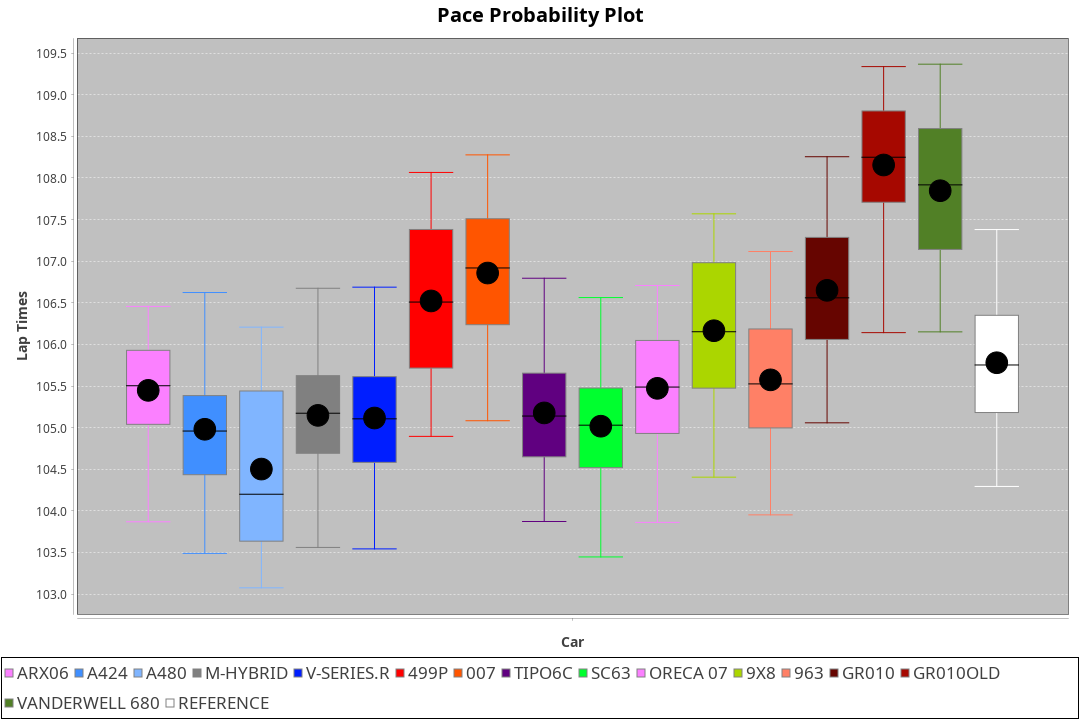 Pace Probability Plot
109.5
109.0
108.5
108.0
107.5
107.0
106.5
106.0
105.5
105.0
104.5
104.0
103.5
103.0
Lap Times
Car
ARX06 A424 A480 M-HYBRID V-SERIES.R 499P 007 TIPO6C SC63 ORECA 07 9X8 963 GR010 GR010OLD
VANDERWELL 680 REFERENCE